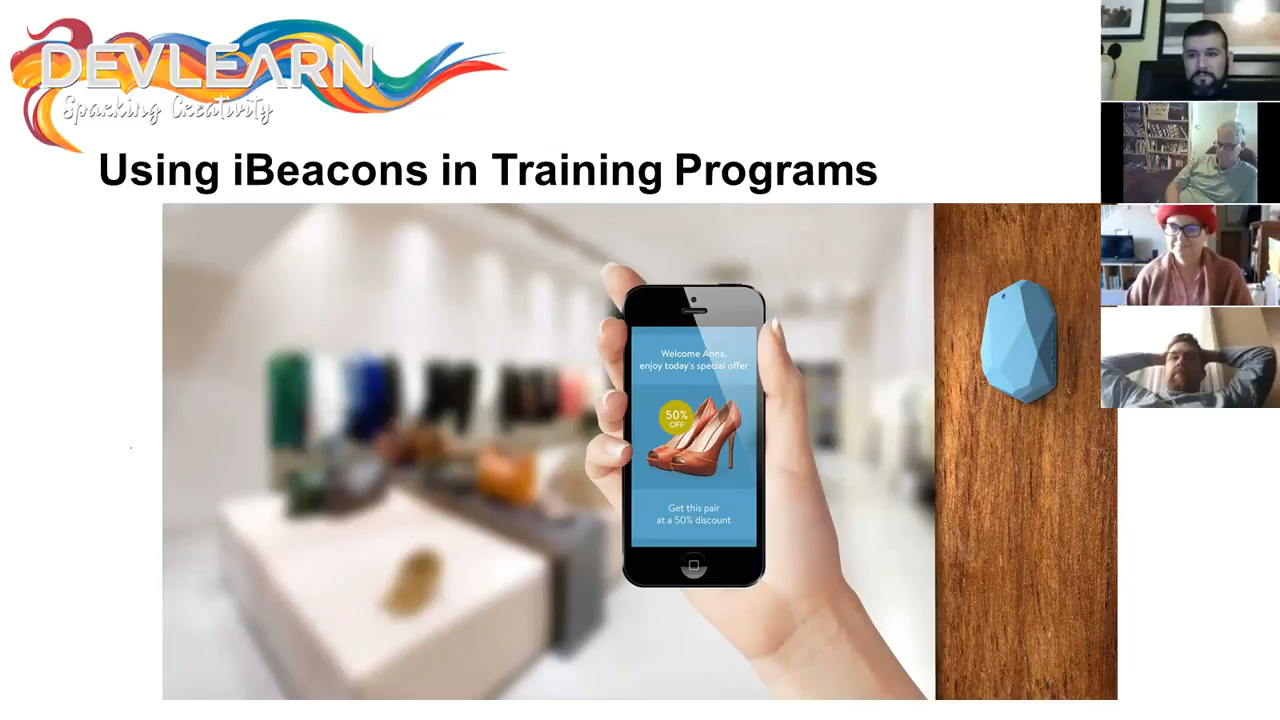 DEVLEARN
Sparking Creativity
Using iBeacons in Training Programs
Welcome Anna,
enjoy today's special offer
50%
OFF
Get this pair
at a 50% discount